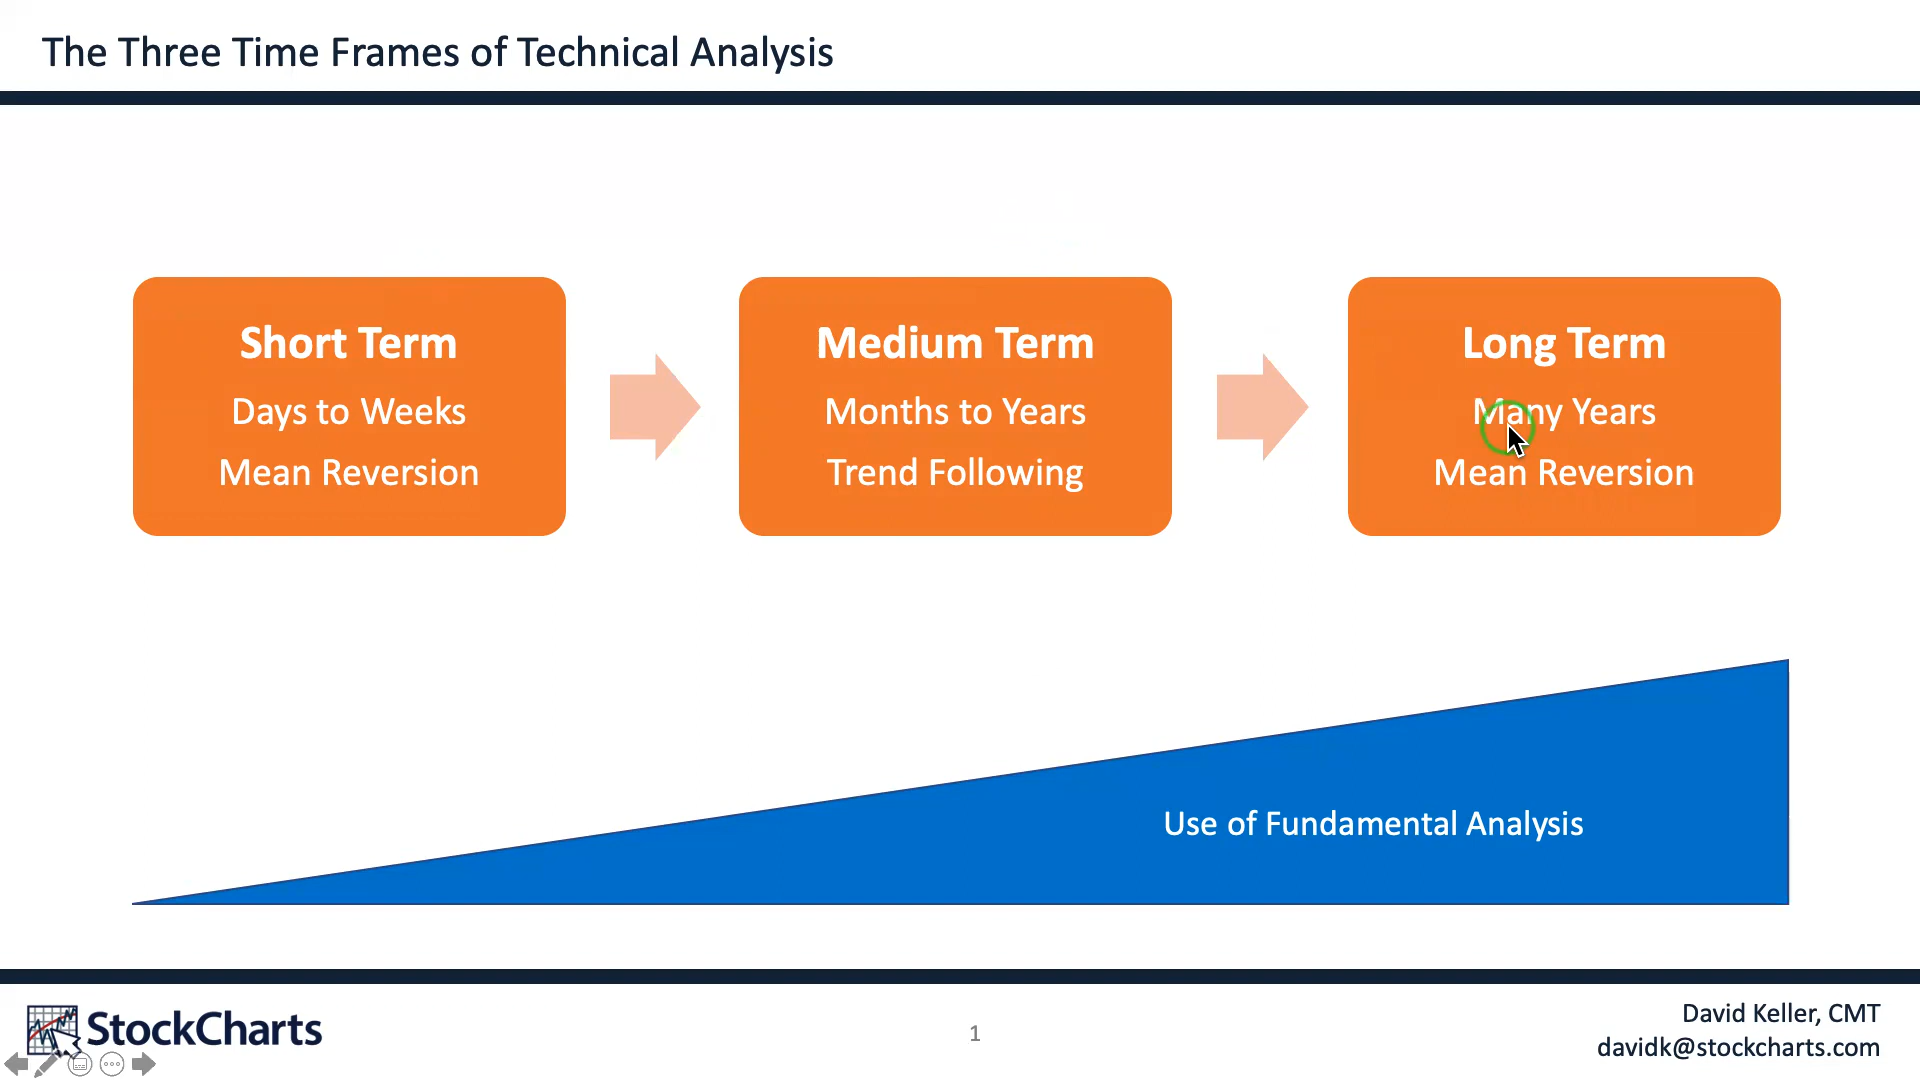 The Three Time Frames of Technical Analysis
Short Term
Days to Weeks
Mean Reversion
Medium Term
Months to Years
Trend Following
Long Term
Many Years
Mean Reversion
Use of Fundamental Analysis
StockCharts
1
David Keller, CMT
davidk@stockcharts.com